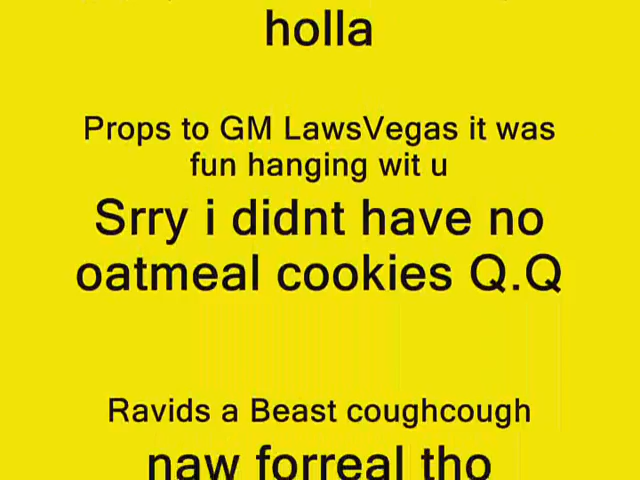 holla
Props to GM LawsVegas it was
fun hanging wit u
Srry i didnt have no
oatmeal cookies Q.Q
Ravids a Beast coughcough
naw forreal tho